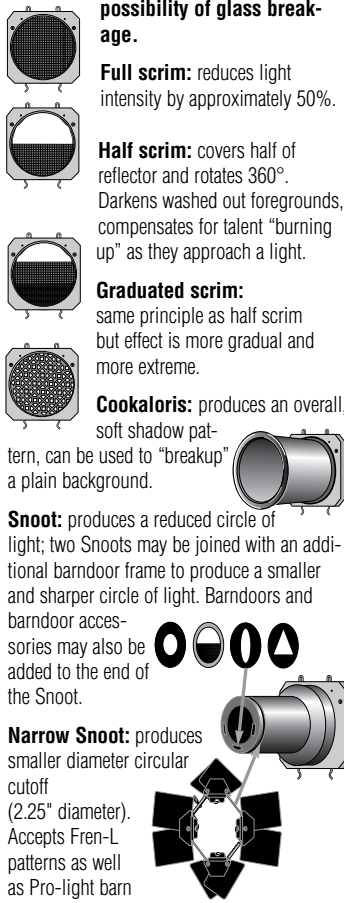 possibility of glass break-
age.
Full scrim: reduces light
intensity by approximately 50%.
Half scrim: covers half of
reflector and rotates 360°.
Darkens washed out foregrounds,
compensates for talent “burning
up” as they approach a light.
Graduated scrim:
same principle as half scrim
but effect is more gradual and
more extreme.
Cookaloris: produces an overall,
soft shadow pat-
tern, can be used to “breakup”
a plain background.
Snoot: produces a reduced circle of
light; two Snoots may be joined with an addi-
tional barndoor frame to produce a smaller
and sharper circle of light. Barndoors and
barndoor acces-
sories may also be
added to the end of
the Snoot.
Narrow Snoot: produces
smaller diameter circular
cutoff
(2.25" diameter).
Accepts Fren-L
patterns as well
as Pro-light barn